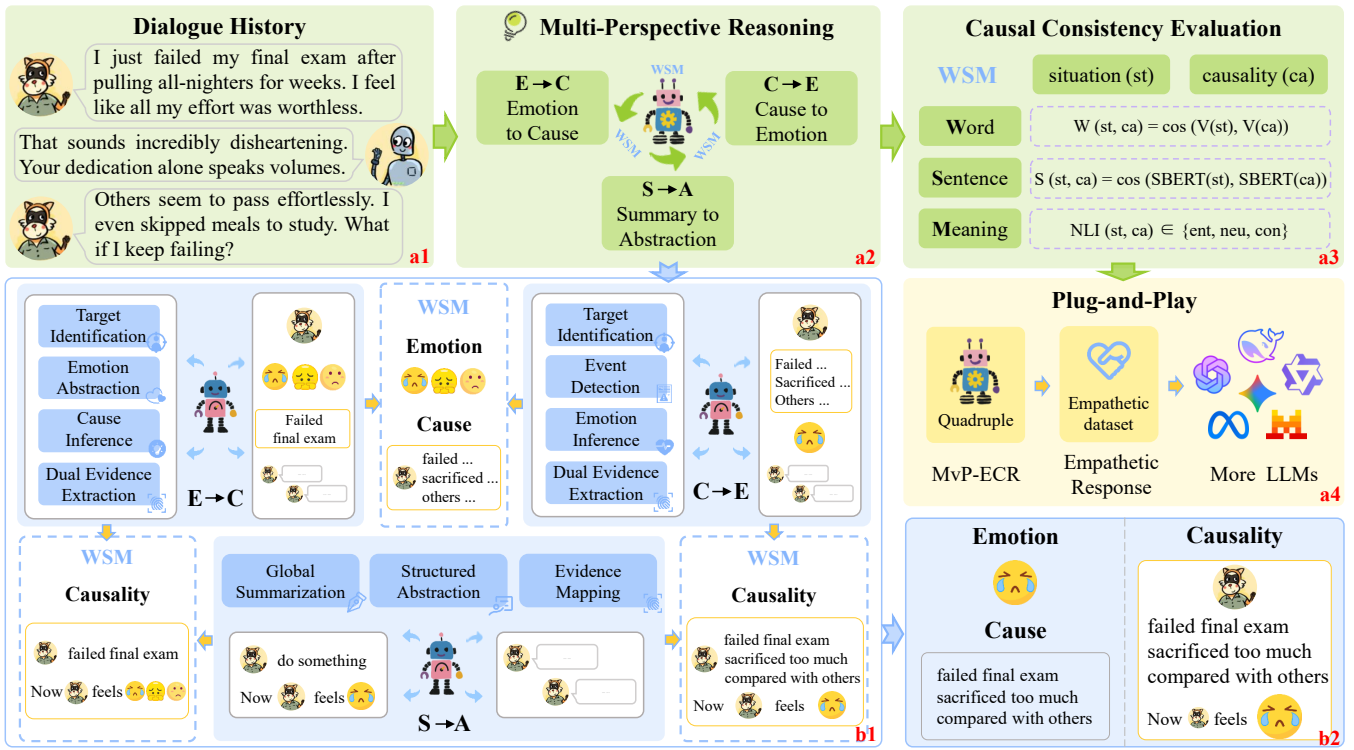 Dialogue History
I just failed my final exam after
pulling all-nighters for weeks. I feel
like all my effort was worthless.
That sounds incredibly disheartening.
Your dedication alone speaks volumes.
Others seem to pass effortlessly. I
even skipped meals to study. What
if I keep failing?
a1
Multi-Perspective Reasoning
E→C
Emotion
to Cause
WSM
WSM
WSM
C→E
Cause to
Emotion
S→A
Summary to
Abstraction
a2
Causal Consistency Evaluation
WSM
situation (st)
causality (ca)
Word
W (st, ca) = cos (V(st), V(ca))
Sentence
S (st, ca) = cos (SBERT(st), SBERT(ca))
Meaning
NLI (st, ca) ∈ {ent, neu, con}
a3
Target
Identification
Emotion
Abstraction
Cause
Inference
Dual Evidence
Extraction
E→C
Failed
final exam
...
...
WSM
Emotion
Cause
failed ...
sacrificed ...
others ...
Target
Identification
Event
Detection
Emotion
Inference
Dual Evidence
Extraction
C→E
Failed ...
Sacrificed ...
Others ...
...
...
WSM
Causality
failed final exam
Now feels
Global
Summarization
Structured
Abstraction
Evidence
Mapping
do something
Now feels
S→A
...
...
WSM
Causality
failed final exam
sacrificed too much
compared with others
Now feels
b1
Plug-and-Play
Quadruple
MvP-ECR
Empathetic
dataset
Empathetic
Response
More LLMs
a4
Emotion
Cause
failed final exam
sacrificed too much
compared with others
Causality
failed final exam
sacrificed too much
compared with others
Now feels
b2